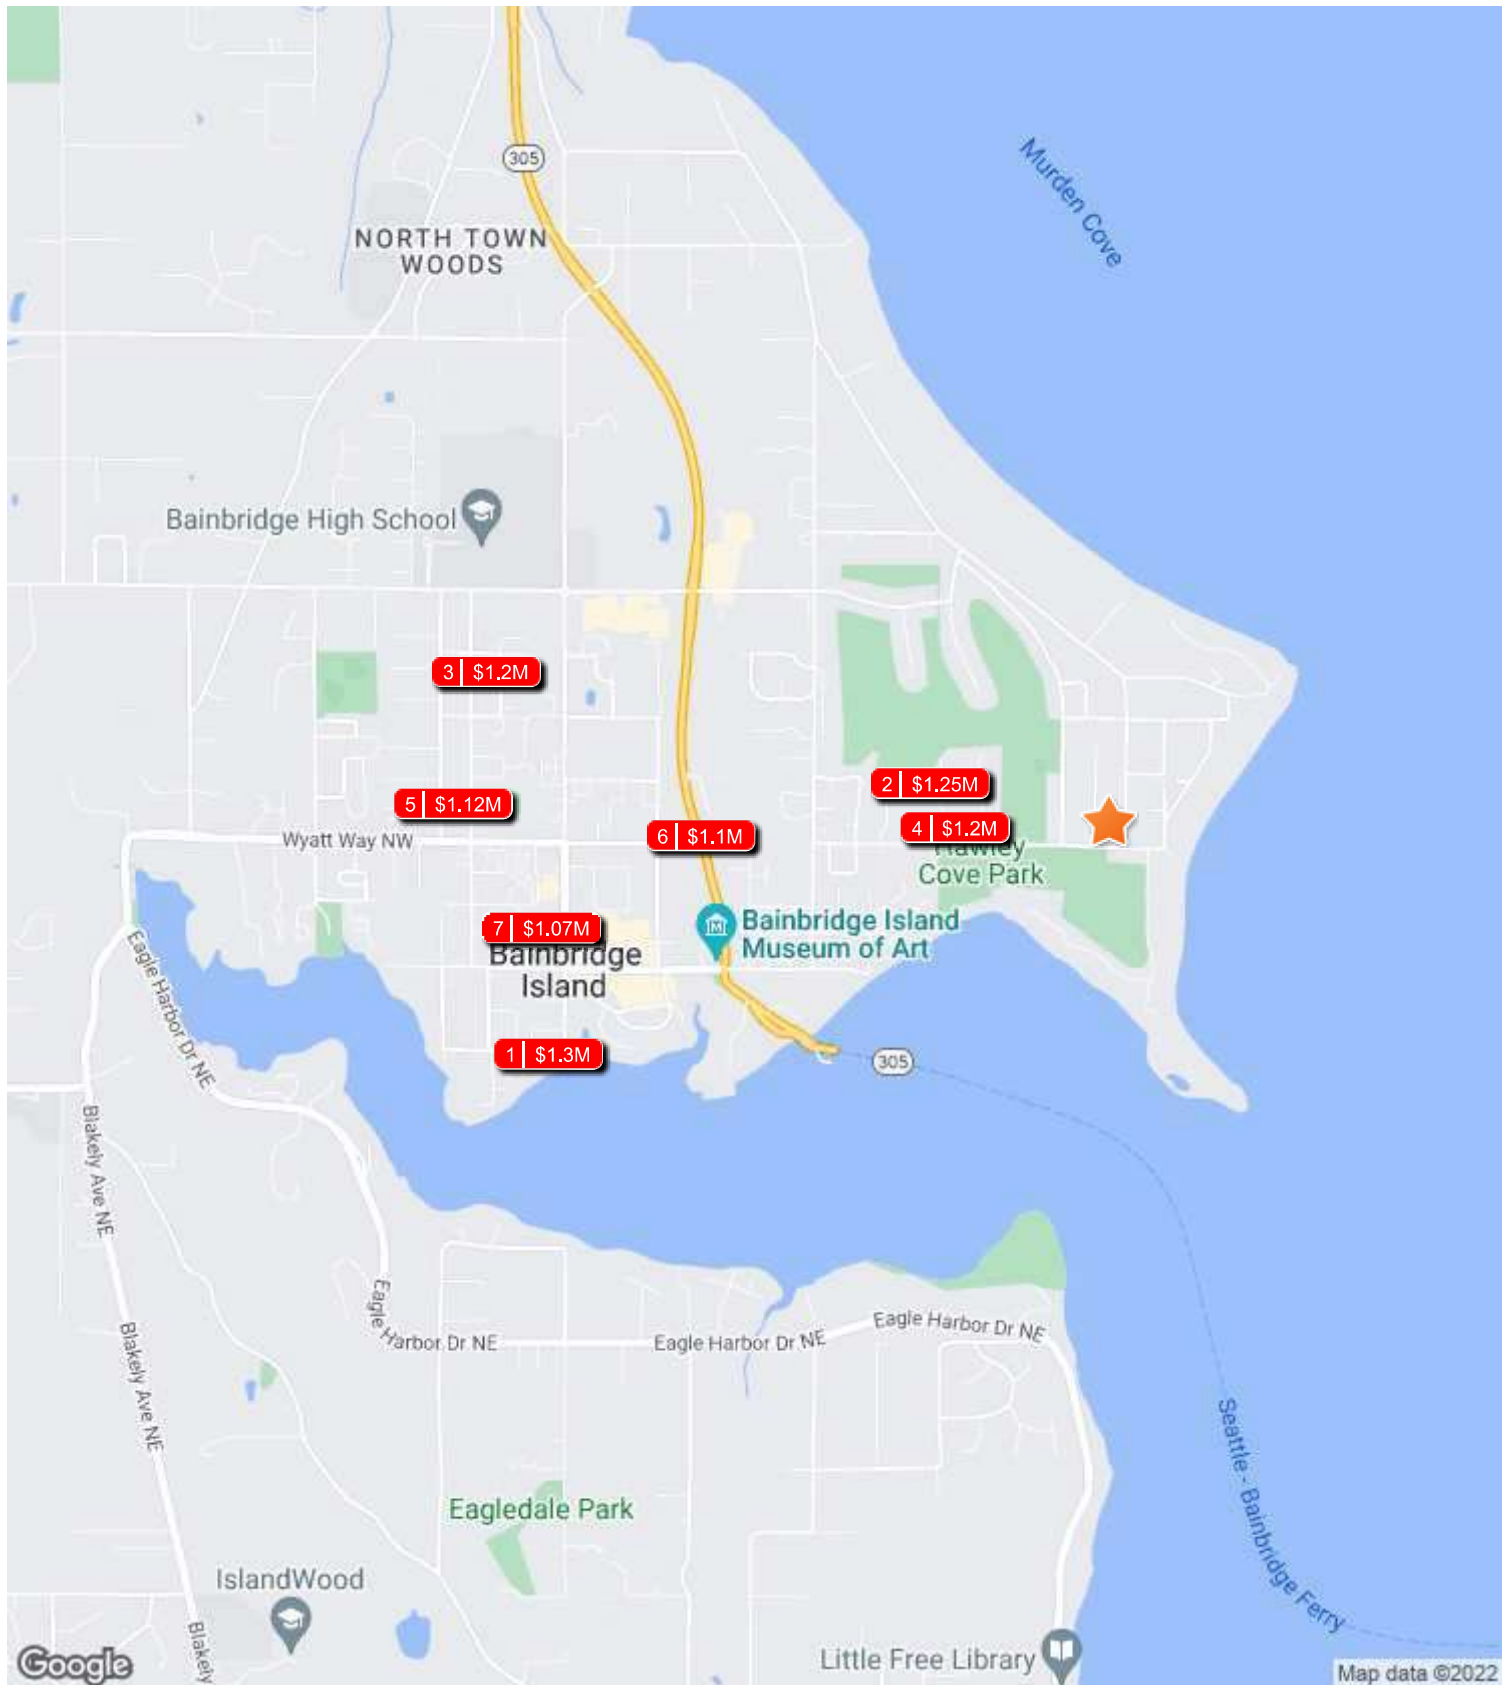 305
Murden Cove
NORTH TOWN
WOODS
Bainbridge High School
3 $1.2M
2 $1.25M
5 $1.12M
4 $1.2M
6 $1.1M
Wyatt Way NW
Hawley
Cove Park
7 $1.07M
Bainbridge Island
Museum of Art
Bainbridge
Island
Eagle Harbor Dr NE
1 $1.3M
305
Blakely Ave NE
Eagle Harbor Dr NE
Eagle Harbor Dr NE
Eagle Harbor Dr NE
Blakely Ave NE
Seattle - Bainbridge Ferry
Eagledale Park
IslandWood
Blakely
Little Free Library
Google
Map data ©2022